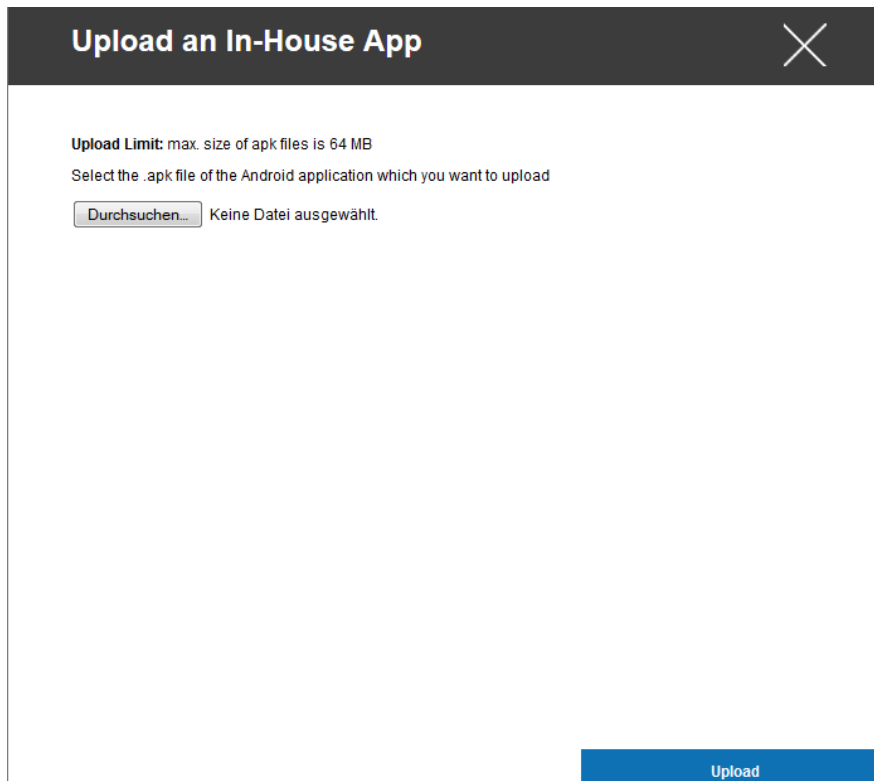 Upload an In-House App
Upload Limit: max. size of apk files is 64 MB
Select the .apk file of the Android application which you want to upload
Durchsuchen... Keine Datei ausgewählt.
Upload